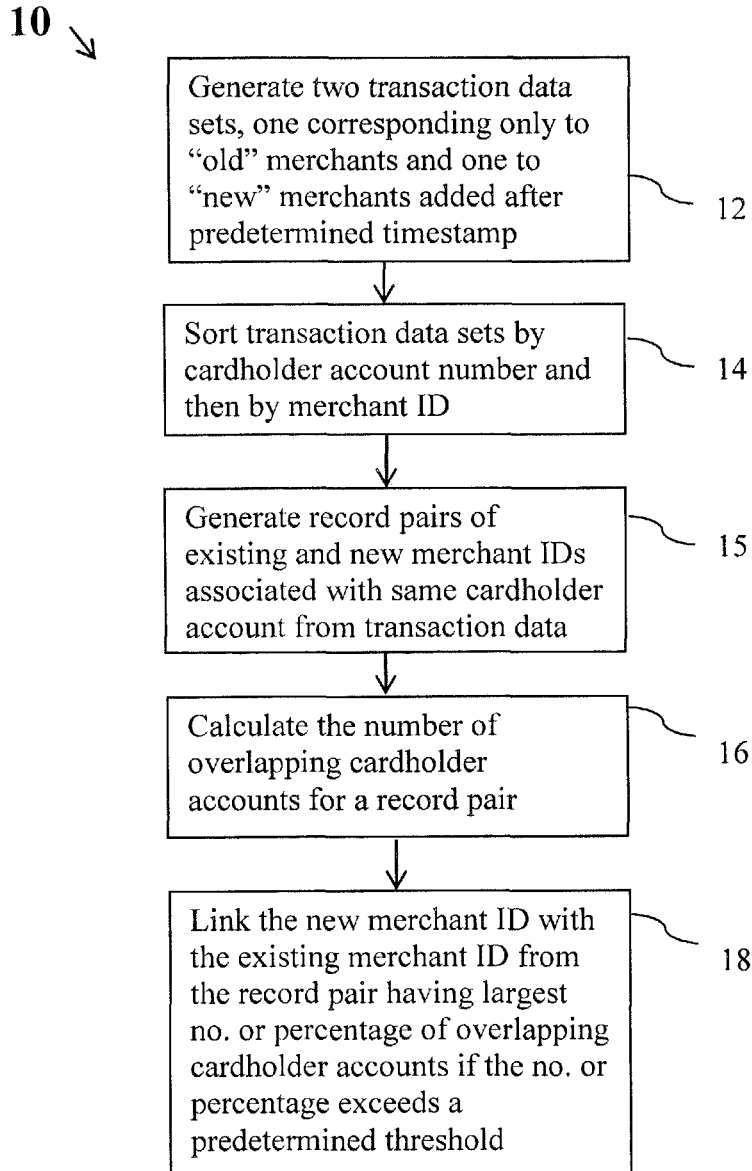 10
Generate two transaction data
sets, one corresponding only to
“old” merchants and one to
“new” merchants added after
predetermined timestamp
12
Sort transaction data sets by
cardholder account number and
then by merchant ID
14
Generate record pairs of
existing and new merchant IDs
associated with same cardholder
account from transaction data
15
Calculate the number of
overlapping cardholder
accounts for a record pair
16
Link the new merchant ID with
the existing merchant ID from
the record pair having largest
no. or percentage of overlapping
cardholder accounts if the no. or
percentage exceeds a
predetermined threshold
18